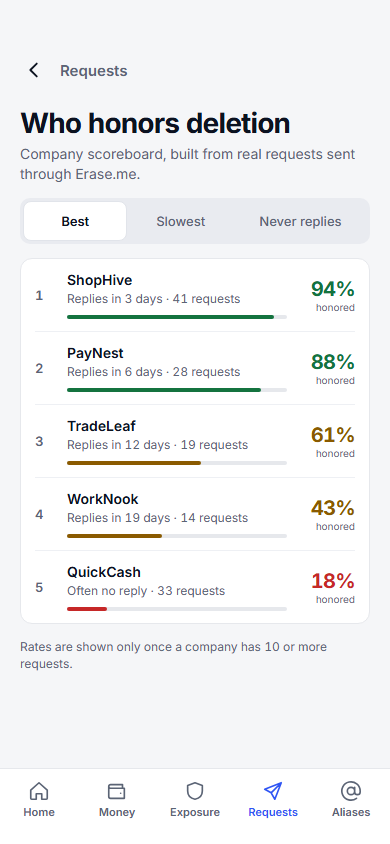 Requests
Who honors deletion
Company scoreboard, built from real requests sent
through Erase.me.
Best
Slowest
Never replies
1
ShopHive
Replies in 3 days · 41 requests
94%
honored
2
PayNest
Replies in 6 days · 28 requests
88%
honored
3
TradeLeaf
Replies in 12 days · 19 requests
61%
honored
4
WorkNook
Replies in 19 days · 14 requests
43%
honored
5
QuickCash
Often no reply · 33 requests
18%
honored
Rates are shown only once a company has 10 or more
requests.
Home
Money
Exposure
Requests
Aliases